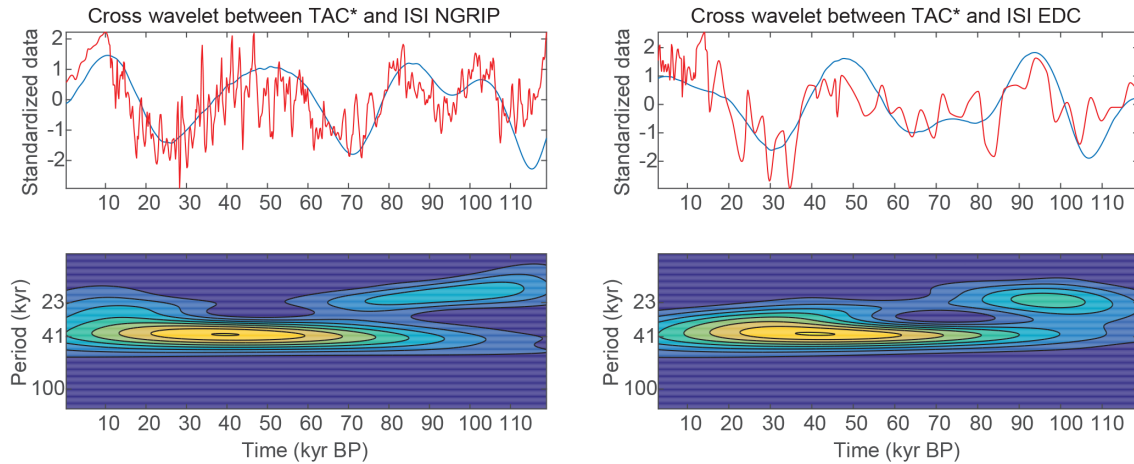 Cross wavelet between TAC* and ISI NGRIP
Standardized data
2
1
0
-1
-2
10 20 30 40 50 60 70 80 90 100 110
Period (kyr)
23
41
100
10 20 30 40 50 60 70 80 90 100 110
Time (kyr BP)
Cross wavelet between TAC* and ISI EDC
Standardized data
2
1
0
-1
-2
10 20 30 40 50 60 70 80 90 100 110
Period (kyr)
23
41
100
10 20 30 40 50 60 70 80 90 100 110
Time (kyr BP)